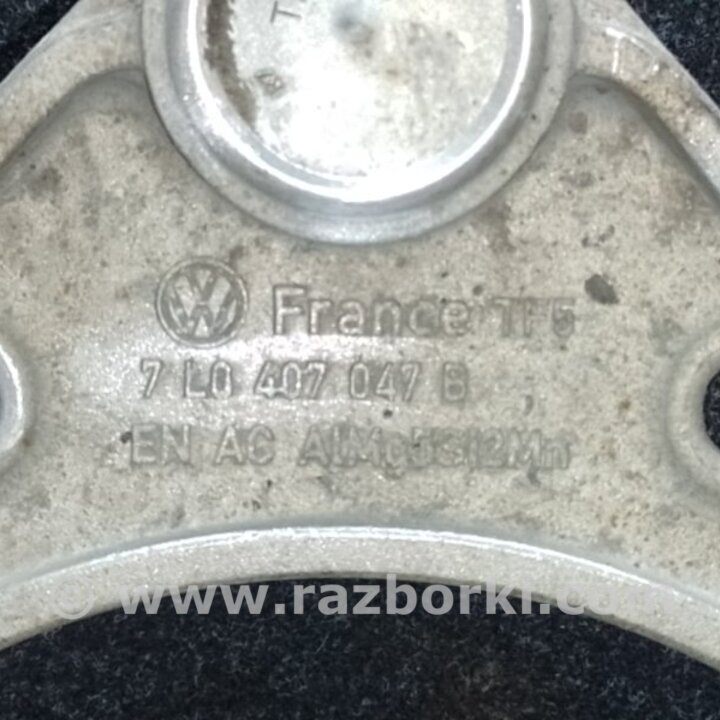 France TF5
7 L0 407 047 B
EN AC AlMg5Si2Mn
© www.razborki.com